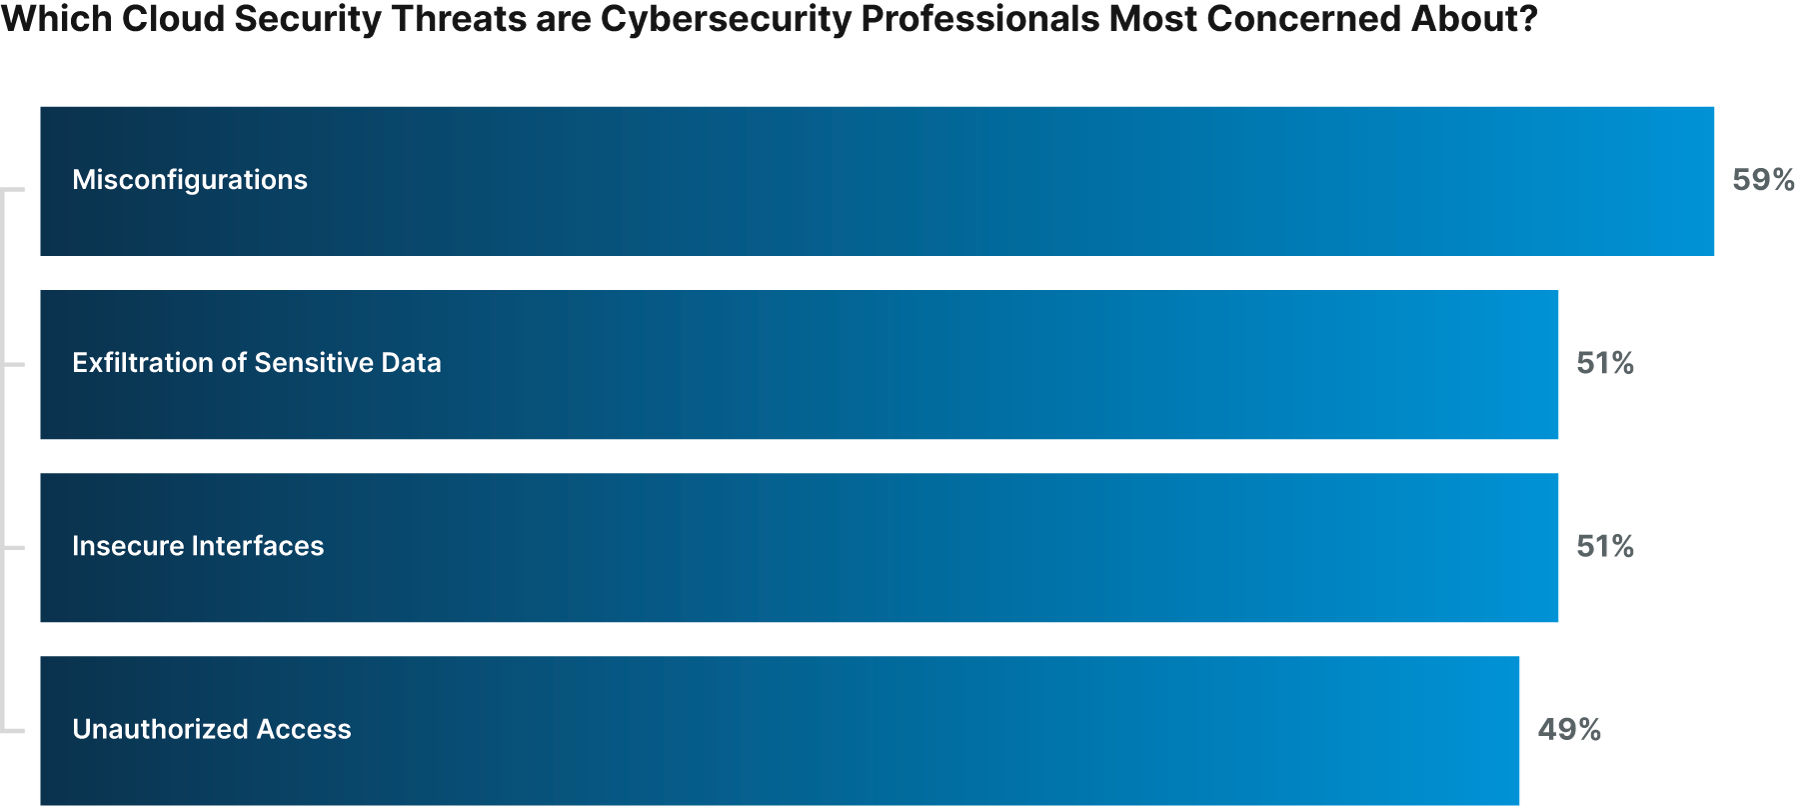 Which Cloud Security Threats are Cybersecurity Professionals Most Concerned About?
Misconfigurations
59%
Exfiltration of Sensitive Data
51%
Insecure Interfaces
51%
Unauthorized Access
49%